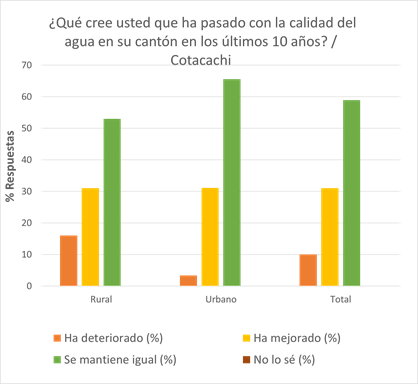 ¿Qué cree usted que ha pasado con la calidad del
agua en su cantón en los últimos 10 años? /
Cotacachi
% Respuestas
70
60
50
40
30
20
10
0
Rural
Urbano
Total
Ha deteriorado (%)
Ha mejorado (%)
Se mantiene igual (%)
No lo sé (%)